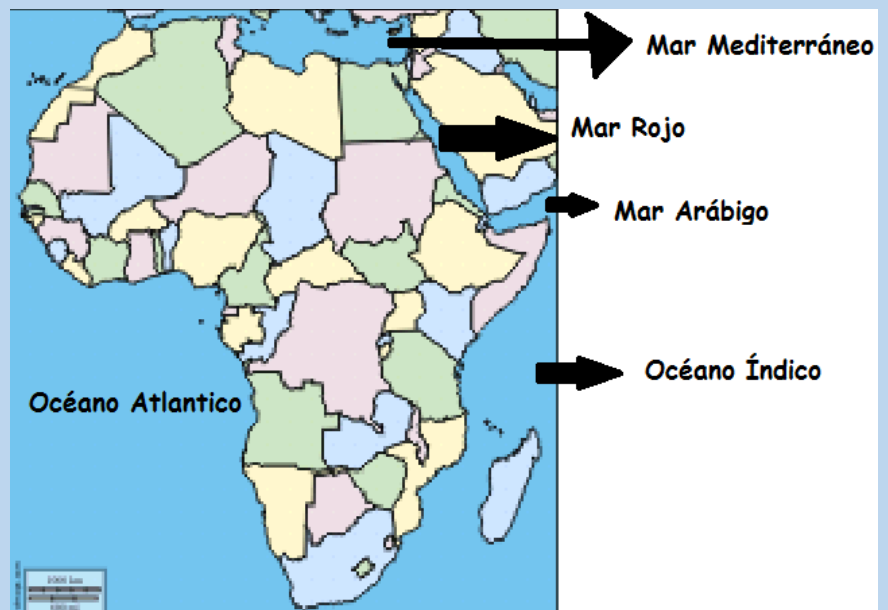 Mar Mediterráneo
Mar Rojo
Mar Arábigo
Océano Índico
Océano Atlantico